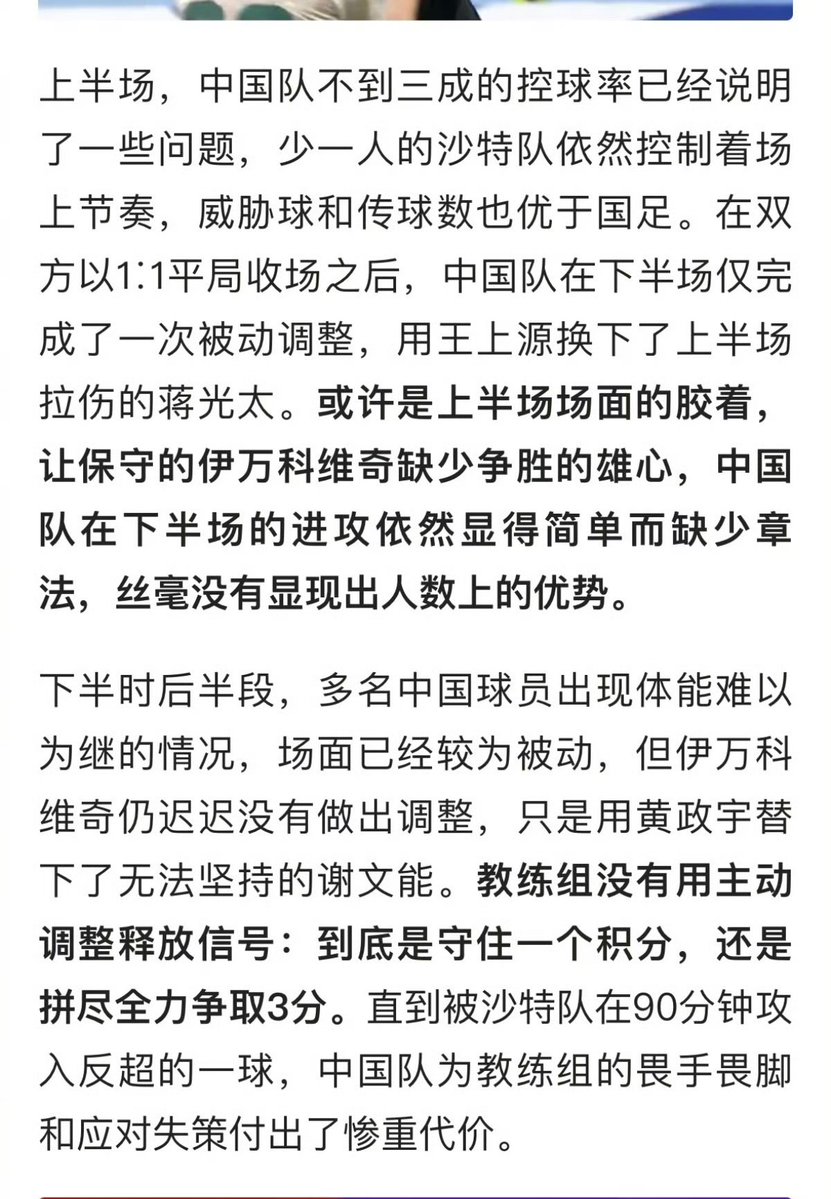 上半场，中国队不到三成的控球率已经说明
了一些问题，少一人的沙特队依然控制着场
上节奏，威胁球和传球数也优于国足。在双
方以1:1平局收场之后，中国队在下半场仅完
成了一次被动调整，用王上源换下了上半场
拉伤的蒋光太。或许是上半场场面的胶着，
让保守的伊万科维奇缺少争胜的雄心，中国
队在下半场的进攻依然显得简单而缺少章
法，丝毫没有显现出人数上的优势。
下半时后半段，多名中国球员出现体能难以
为继的情况，场面已经较为被动，但伊万科
维奇仍迟迟没有做出调整，只是用黄政宇替
下了无法坚持的谢文能。教练组没有用主动
调整释放信号：到底是守住一个积分，还是
拼尽全力争取3分。直到被沙特队在90分钟攻
入反超的一球，中国队为教练组的畏手畏脚
和应对失策付出了惨重代价。